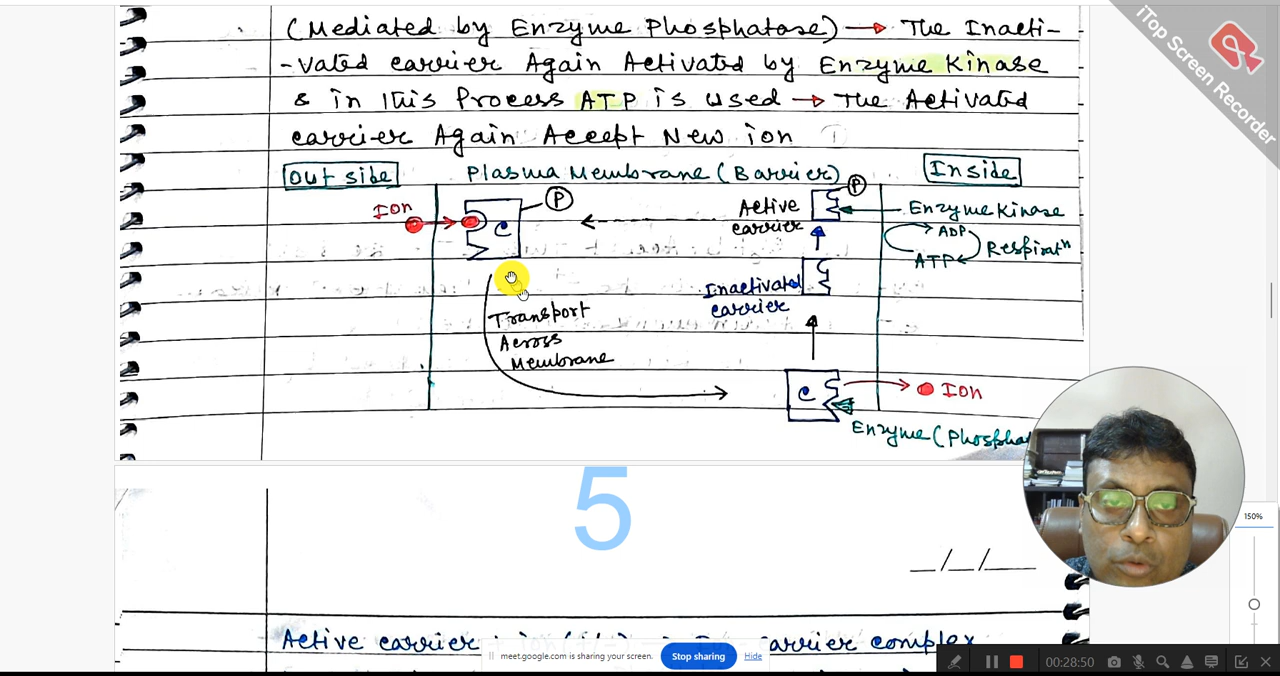 (Mediated by Enzyme Phosphatase) → The Inacti-
-vated carrier Again Activated by Enzyme Kinase
& in this Process ATP is used → The Activated
carrier Again Accept New ion
Out side Plasma Membrane (Barrier) Inside
P P
Ion Active Enzyme Kinase
C carrier ADP
ATP
Inactivated
Transport carrier
Across
Membrane
C Ion
Enzyme (Phospha
5
_/_/_
Active carrier carrier complex
iTop Screen Recorder
150%
meet.google.com is sharing your screen. Stop sharing Hide
00:28:50